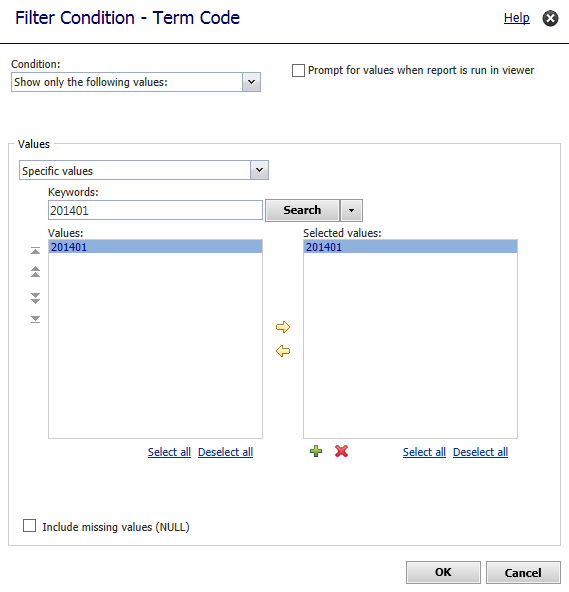 Filter Condition - Term Code
Help
Condition:
Show only the following values:
Prompt for values when report is run in viewer
Values
Specific values
Keywords:
201401
Search
Values:
Selected values:
201401
201401
Select all Deselect all
Select all Deselect all
Include missing values (NULL)
OK
Cancel